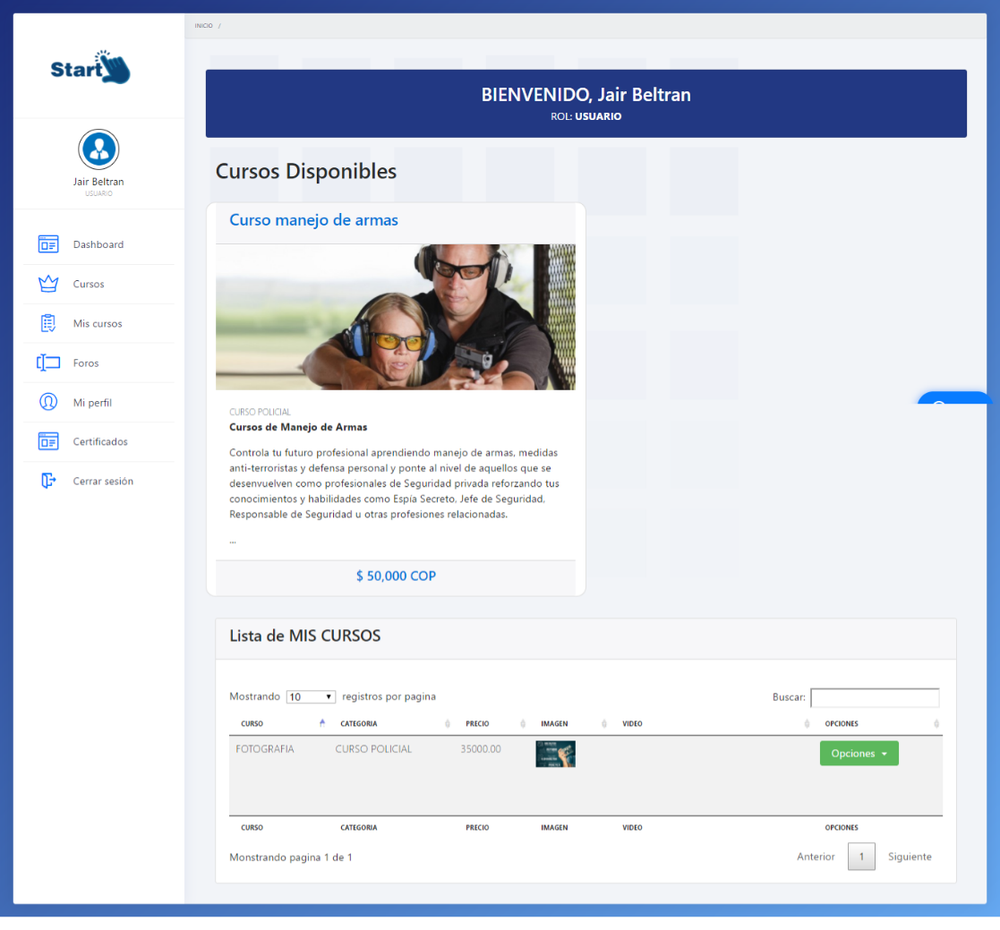 INICIO /
Start
BIENVENIDO, Jair Beltran
ROL: USUARIO
Jair Beltran
USUARIO
Dashboard
Cursos
Mis cursos
Foros
Mi perfil
Certificados
Cerrar sesión
Cursos Disponibles
Curso manejo de armas
CURSO POLICIAL
Cursos de Manejo de Armas
Controla tu futuro profesional aprendiendo manejo de armas, medidas
anti-terroristas y defensa personal y ponte al nivel de aquellos que se
desenvuelven como profesionales de Seguridad privada reforzando tus
conocimientos y habilidades como Espía Secreto, Jefe de Seguridad,
Responsable de Seguridad u otras profesiones relacionadas.
...
$ 50,000 COP
Lista de MIS CURSOS
Mostrando 10 registros por pagina Buscar:
CURSO CATEGORIA PRECIO IMAGEN VIDEO OPCIONES
FOTOGRAFIA CURSO POLICIAL 35000.00 Opciones
CURSO CATEGORIA PRECIO IMAGEN VIDEO OPCIONES
Monstrando pagina 1 de 1 Anterior 1 Siguiente